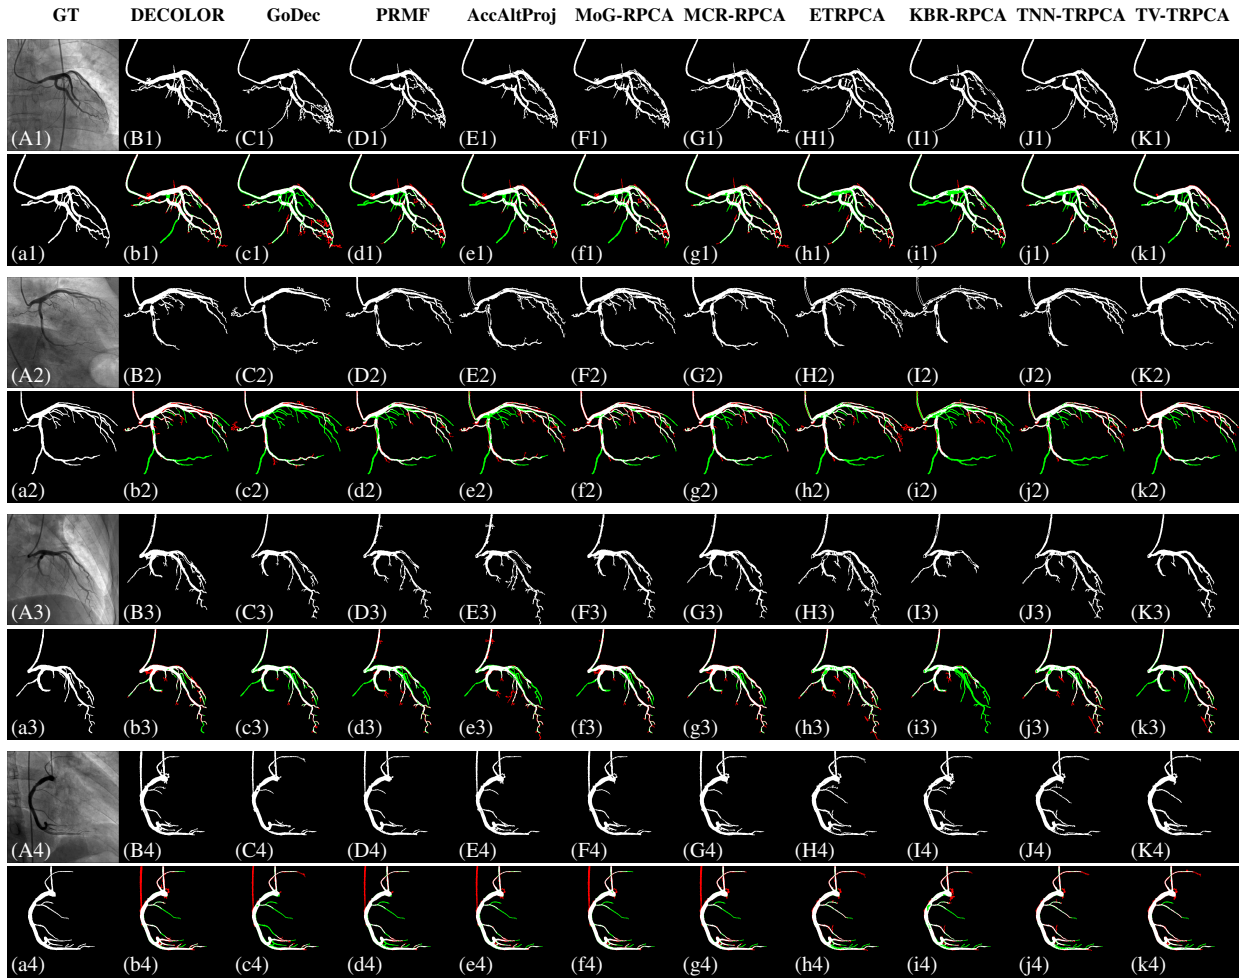 GT DECOLOR GoDec PRMF AccAltProj MoG-RPCA MCR-RPCA ETRPCA KBR-RPCA TNN-TRPCA TV-TRPCA
(A1) (B1) (C1) (D1) (E1) (F1) (G1) (H1) (I1) (J1) (K1)
(a1) (b1) (c1) (d1) (e1) (f1) (g1) (h1) (i1) (j1) (k1)
(A2) (B2) (C2) (D2) (E2) (F2) (G2) (H2) (I2) (J2) (K2)
(a2) (b2) (c2) (d2) (e2) (f2) (g2) (h2) (i2) (j2) (k2)
(A3) (B3) (C3) (D3) (E3) (F3) (G3) (H3) (I3) (J3) (K3)
(a3) (b3) (c3) (d3) (e3) (f3) (g3) (h3) (i3) (j3) (k3)
(A4) (B4) (C4) (D4) (E4) (F4) (G4) (H4) (I4) (J4) (K4)
(a4) (b4) (c4) (d4) (e4) (f4) (g4) (h4) (i4) (j4) (k4)